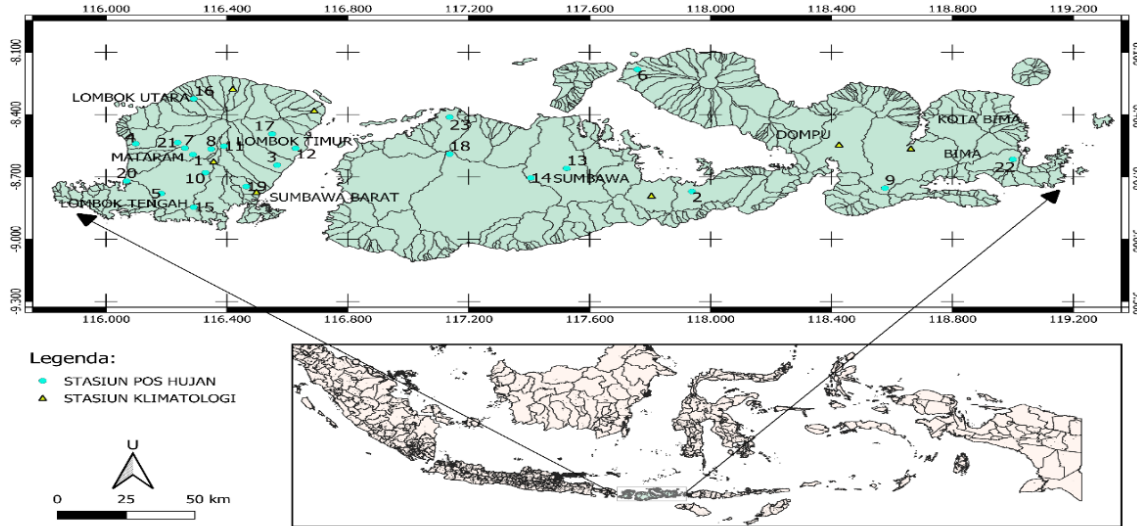 116.000 116.400 116.800 117.200 117.600 118.000 118.400 118.800 119.200
-8.100
-8.400
-8.700
-9.000
-9.300
6
LOMBOK UTARA 16
23
17
4
21 7 8 11 LOMBOK TIMUR
12
MATARAM 1
3
18
13
14 SUMBAWA
DOMPU
KOTA BIMA
BIMA
22
20
10
5
19
SUMBAWA BARAT
2
9
LOMBOK TENGAH 15
116.000 116.400 116.800 117.200 117.600 118.000 118.400 118.800 119.200
Legenda:
STASIUN POS HUJAN
STASIUN KLIMATOLOGI
U
0 25 50 km